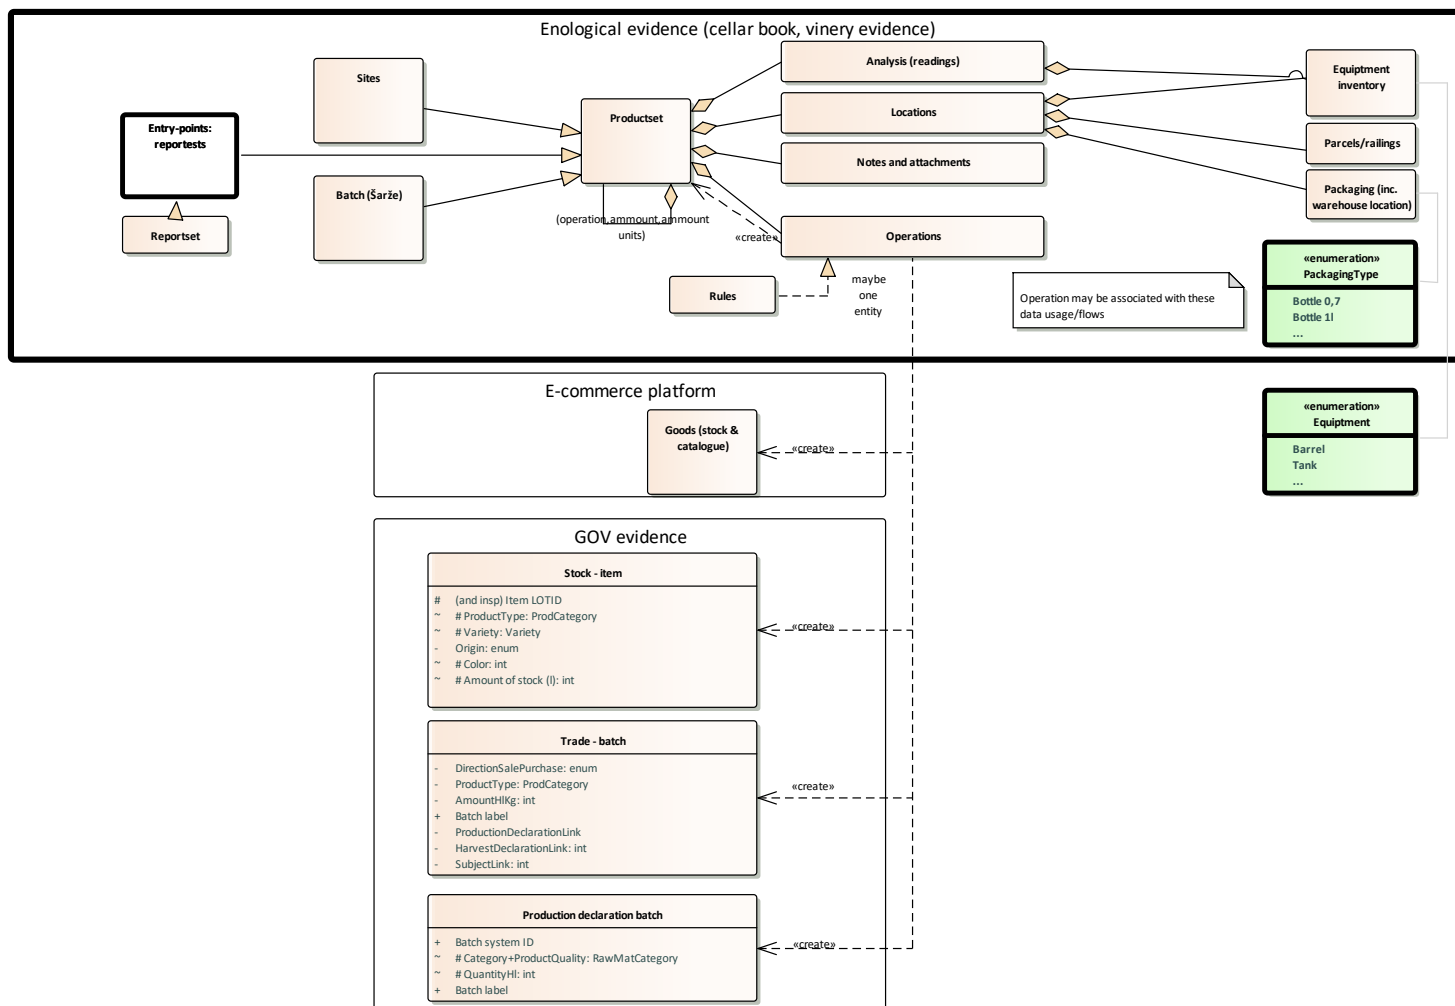 Enological evidence (cellar book, vinery evidence)
Sites
Entry-points:
reportests
Reportset
Batch (Šarže)
Productset
(operation,ammount,ammount
units)
Analysis (readings)
Locations
Notes and attachments
«create»
Operations
Rules
maybe
one
entity
Equiptment
inventory
Parcels/railings
Packaging (inc.
warehouse location)
Operation may be associated with these
data usage/flows
«enumeration»
PackagingType
Bottle 0,7
Bottle 1l
...
«enumeration»
Equiptment
Barrel
Tank
...
E-commerce platform
Goods (stock &
catalogue)
«create»
GOV evidence
Stock - item
# (and insp) Item LOTID
~ # ProductType: ProdCategory
~ # Variety: Variety
- Origin: enum
~ # Color: int
~ # Amount of stock (l): int
«create»
Trade - batch
- DirectionSalePurchase: enum
- ProductType: ProdCategory
- AmountHlKg: int
+ Batch label
- ProductionDeclarationLink
- HarvestDeclarationLink: int
- SubjectLink: int
«create»
Production declaration batch
+ Batch system ID
~ # Category+ProductQuality: RawMatCategory
~ # QuantityHl: int
+ Batch label
«create»